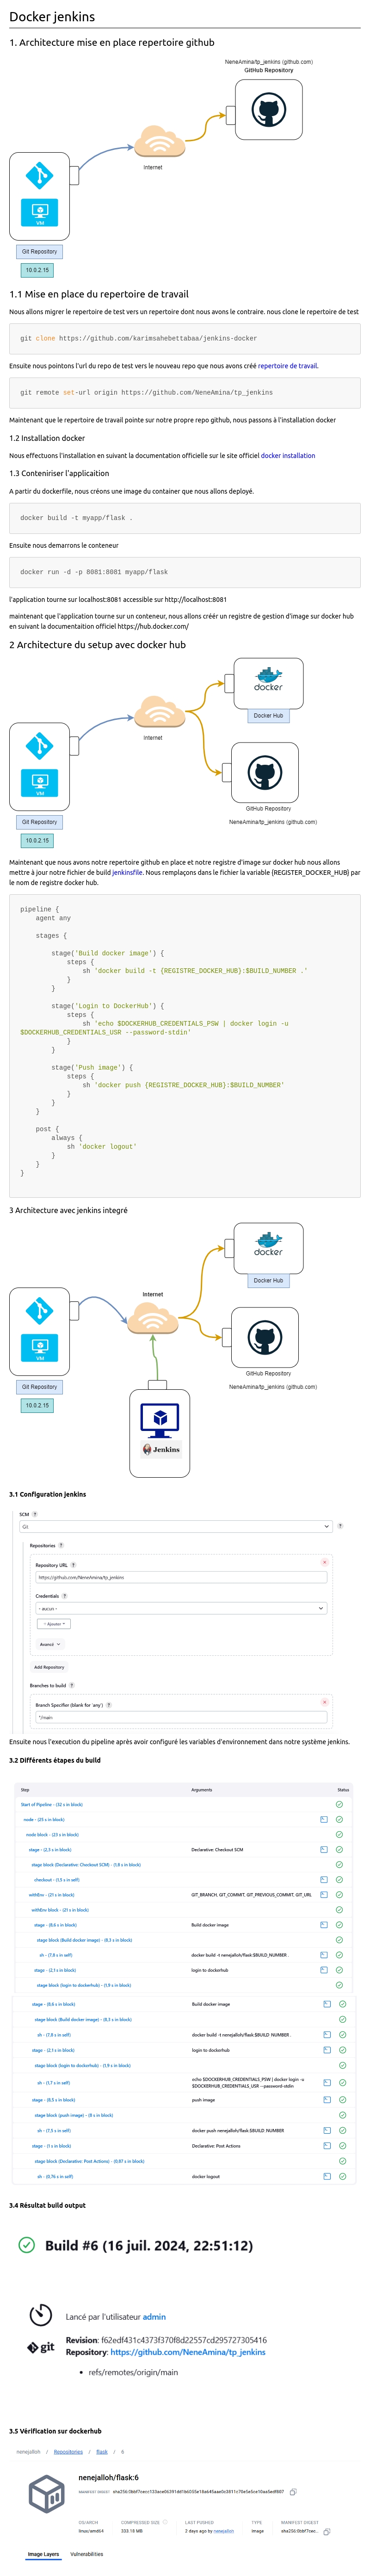 Docker jenkins
1. Architecture mise en place repertoire github
NeneAmina/tp_jenkins (github.com)
GitHub Repository
Internet
VM
Git Repository
10.0.2.15
1.1 Mise en place du repertoire de travail
Nous allons migrer le repertoire de test vers un repertoire dont nous avons le contraire. nous clone le repertoire de test
git clone https://github.com/karimsahebettabaa/jenkins-docker
Ensuite nous pointons l'url du repo de test vers le nouveau repo que nous avons créé repertoire de travail.
git remote set-url origin https://github.com/NeneAmina/tp_jenkins
Maintenant que le repertoire de travail pointe sur notre propre repo github, nous passons à l'installation docker
1.2 Installation docker
Nous effectuons l'installation en suivant la documentation officielle sur le site officiel docker installation
1.3 Conteniriser l'applicaition
A partir du dockerfile, nous créons une image du container que nous allons deployé.
docker build -t myapp/flask .
Ensuite nous demarrons le conteneur
docker run -d -p 8081:8081 myapp/flask
l'application tourne sur localhost:8081 accessible sur http://localhost:8081
maintenant que l'application tourne sur un conteneur, nous allons créér un registre de gestion d'image sur docker hub
en suivant la documentaition officiel https://hub.docker.com/
2 Architecture du setup avec docker hub
docker
Docker Hub
Internet
VM
GitHub Repository
Git Repository
NeneAmina/tp_jenkins (github.com)
10.0.2.15
Maintenant que nous avons notre repertoire github en place et notre registre d'image sur docker hub nous allons
mettre à jour notre fichier de build jenkinsfile. Nous remplaçons dans le fichier la variable {REGISTER_DOCKER_HUB} par
le nom de registre docker hub.
pipeline {
agent any
stages {
stage('Build docker image') {
steps {
sh 'docker build -t {REGISTRE_DOCKER_HUB}:$BUILD_NUMBER .'
}
}
stage('Login to DockerHub') {
steps {
sh 'echo $DOCKERHUB_CREDENTIALS_PSW | docker login -u
$DOCKERHUB_CREDENTIALS_USR --password-stdin'
}
}
stage('Push image') {
steps {
sh 'docker push {REGISTRE_DOCKER_HUB}:$BUILD_NUMBER'
}
}
}
post {
always {
sh 'docker logout'
}
}
}
3 Architecture avec jenkins integré
docker
Docker Hub
Internet
VM
GitHub Repository
Git Repository
NeneAmina/tp_jenkins (github.com)
10.0.2.15
Jenkins
3.1 Configuration jenkins
SCM ?
Git
Repositories ?
Repository URL ?
https://github.com/NeneAmina/tp_jenkins
Credentials ?
- aucun -
Ajouter
Avancé
Add Repository
Branches to build ?
Branch Specifier (blank for 'any') ?
*/main
Ensuite nous l'execution du pipeline après avoir configuré les variables d'environnement dans notre système jenkins.
3.2 Différents étapes du build
Step Arguments Status
Start of Pipeline - (32 s in block)
node - (25 s in block)
node block - (23 s in block)
stage - (2,3 s in block) Declarative: Checkout SCM
stage block (Declarative: Checkout SCM) - (1,8 s in block)
checkout - (1,5 s in self)
withEnv - (21 s in block) GIT_BRANCH, GIT_COMMIT, GIT_PREVIOUS_COMMIT, GIT_URL
withEnv block - (21 s in block)
stage - (8,6 s in block) Build docker image
stage block (Build docker image) - (8,3 s in block)
sh - (7,8 s in self) docker build -t nenejalloh/flask:$BUILD_NUMBER .
stage - (2,1 s in block) login to dockerhub
stage block (login to dockerhub) - (1,9 s in block)
stage - (8,6 s in block) Build docker image
stage block (Build docker image) - (8,3 s in block)
sh - (7,8 s in self) docker build -t nenejalloh/flask:$BUILD_NUMBER .
stage - (2,1 s in block) login to dockerhub
stage block (login to dockerhub) - (1,9 s in block)
sh - (1,7 s in self) echo $DOCKERHUB_CREDENTIALS_PSW | docker login -u
$DOCKERHUB_CREDENTIALS_USR --password-stdin
stage - (8,5 s in block) push image
stage block (push image) - (8 s in block)
sh - (7,5 s in self) docker push nenejalloh/flask:$BUILD_NUMBER
stage - (1 s in block) Declarative: Post Actions
stage block (Declarative: Post Actions) - (0,87 s in block)
sh - (0,76 s in self) docker logout
3.4 Résultat build output
Build #6 (16 juil. 2024, 22:51:12)
Lancé par l'utilisateur admin
git
Revision: f62edf431c4373f370f8d22557cd295727305416
Repository: https://github.com/NeneAmina/tp_jenkins
refs/remotes/origin/main
3.5 Vérification sur dockerhub
nenejalloh / Repositories / flask / 6
nenejalloh/flask:6
OS/ARCH COMPRESSED SIZE LAST PUSHED TYPE MANIFEST DIGEST
linux/amd64 333.18 MB 2 days ago by nenejalloh Image
Image Layers Vulnerabilities